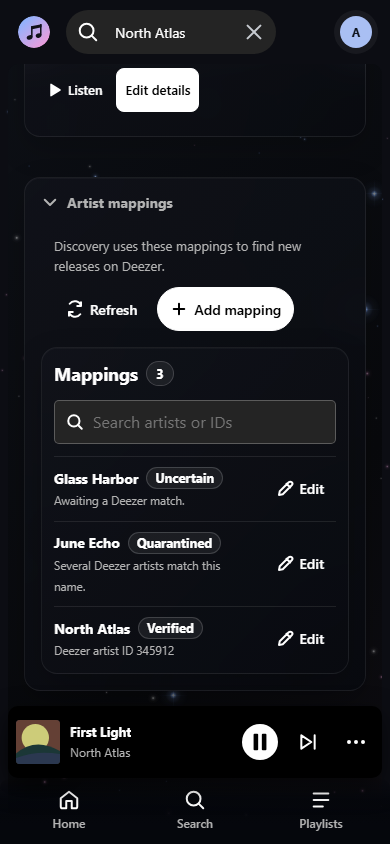 North Atlas
A
Listen
Edit details
Artist mappings
Discovery uses these mappings to find new
releases on Deezer.
Refresh
Add mapping
Mappings 3
Search artists or IDs
Glass Harbor Uncertain
Awaiting a Deezer match.
Edit
June Echo Quarantined
Several Deezer artists match this
name.
Edit
North Atlas Verified
Deezer artist ID 345912
Edit
First Light
North Atlas
Home
Search
Playlists